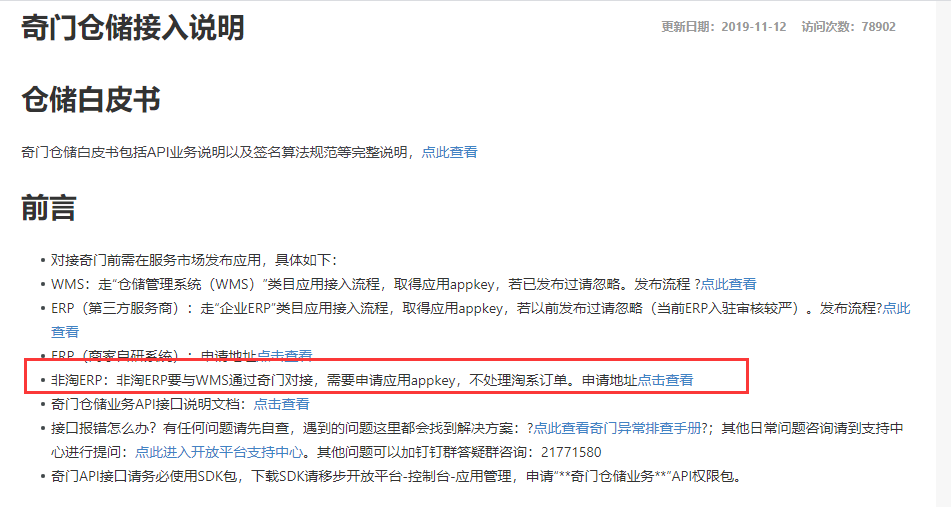 奇门仓储接入说明
更新日期：2019-11-12 访问次数：78902
仓储白皮书
奇门仓储白皮书包括API业务说明以及签名算法规范等完整说明，点此查看
前言
• 对接奇门前需在服务市场发布应用，具体如下：
• WMS：走“仓储管理系统（WMS）”类目应用接入流程，取得应用appkey，若已发布过请忽略。发布流程 ?点此查看
• ERP（第三方服务商）：走“企业ERP”类目应用接入流程，取得应用appkey，若以前发布过请忽略（当前ERP入驻审核较严）。发布流程?点此
查看
• ERP（商家自研系统）：申请地址点击查看
• 非淘ERP：非淘ERP要与WMS通过奇门对接，需要申请应用appkey，不处理淘系订单。申请地址点击查看
• 奇门仓储业务API接口说明文档：点击查看
• 接口报错怎么办？有任何问题请先自查，遇到的问题这里都会找到解决方案：?点此查看奇门异常排查手册?；其他日常问题咨询请到支持中
心进行提问：点此进入开放平台支持中心。其他问题可以加钉钉群答疑群咨询：21771580
• 奇门API接口请务必使用SDK包，下载SDK请移步开放平台-控制台-应用管理，申请“**奇门仓储业务**”API权限包。